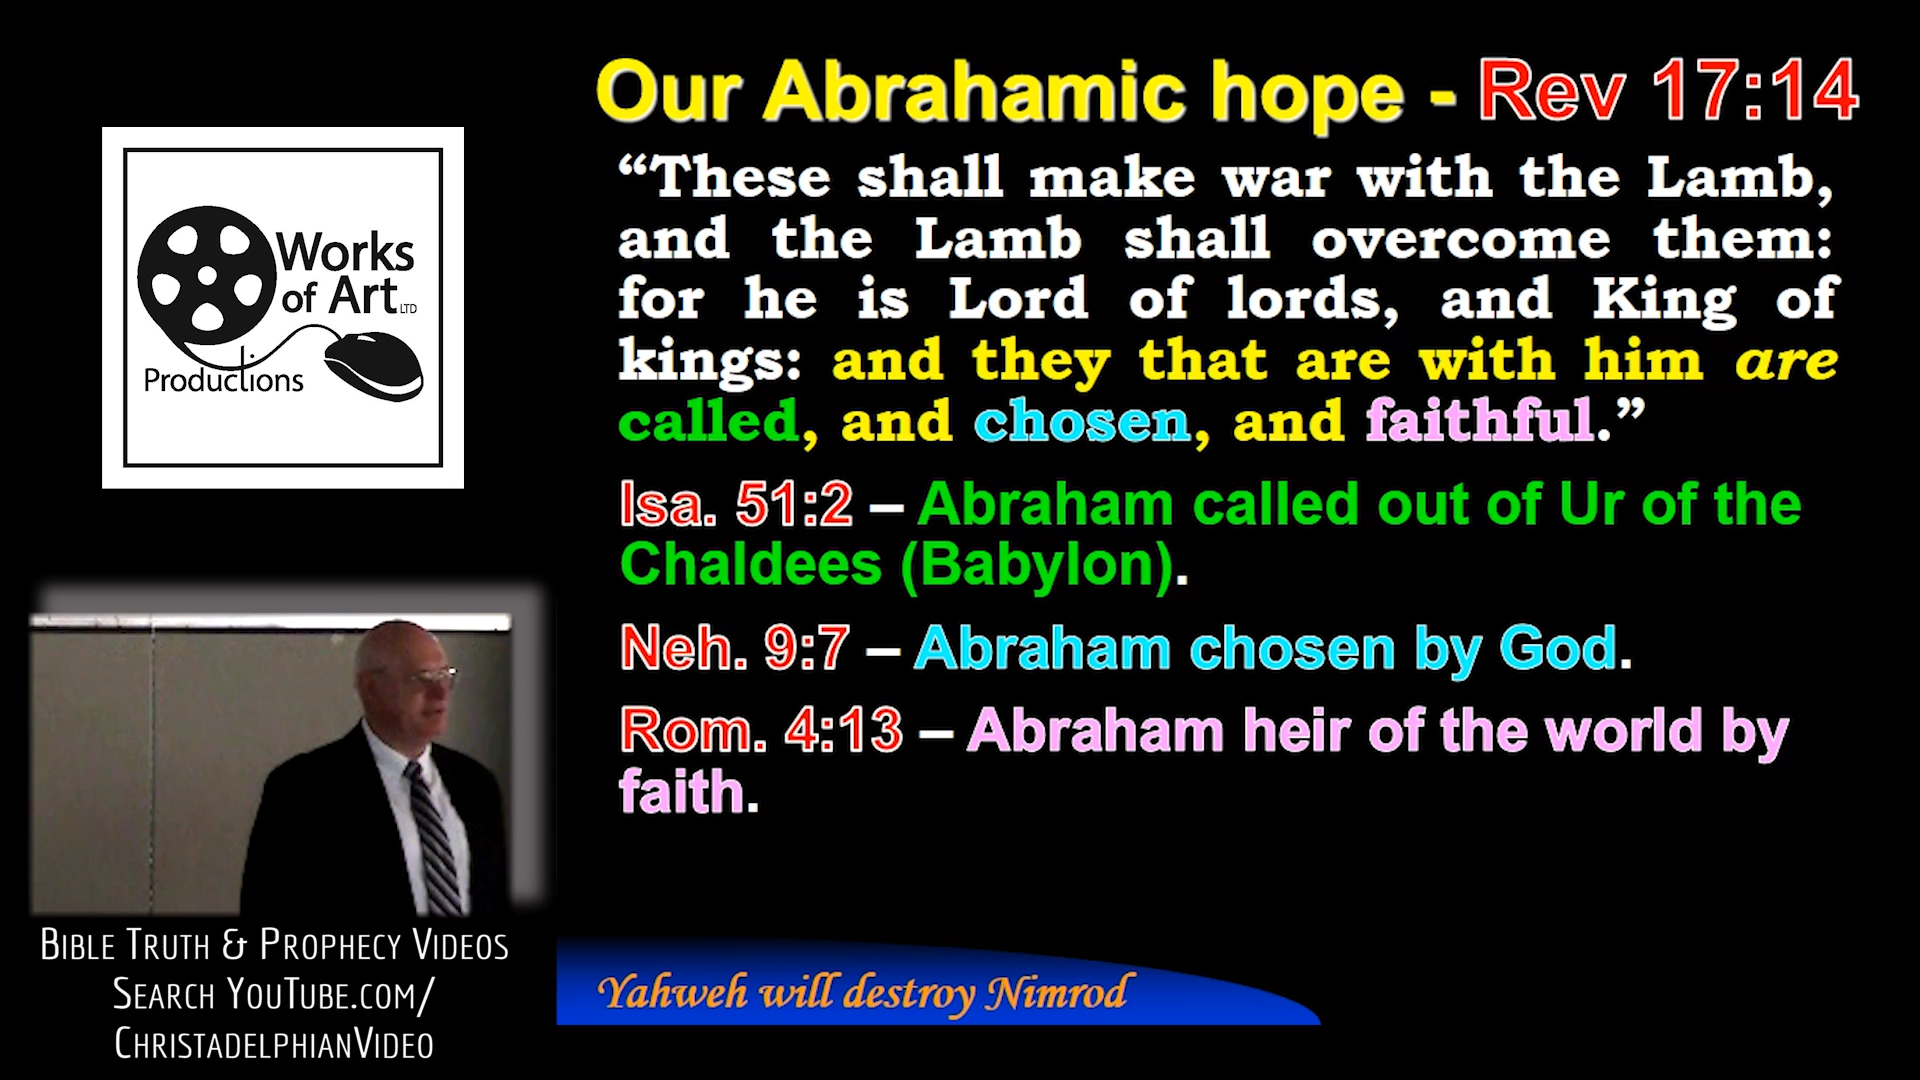 Our Abrahamic hope - Rev 17:14
“These shall make war with the Lamb,
and the Lamb shall overcome them:
for he is Lord of lords, and King of
kings: and they that are with him are
called, and chosen, and faithful.”
Isa. 51:2 – Abraham called out of Ur of the
Chaldees (Babylon).
Neh. 9:7 – Abraham chosen by God.
Rom. 4:13 – Abraham heir of the world by
faith.
Yahweh will destroy Nimrod
Works
of Art LTD
Productions
Bible Truth & Prophecy Videos
Search YouTube.com/
ChristadelphianVideo